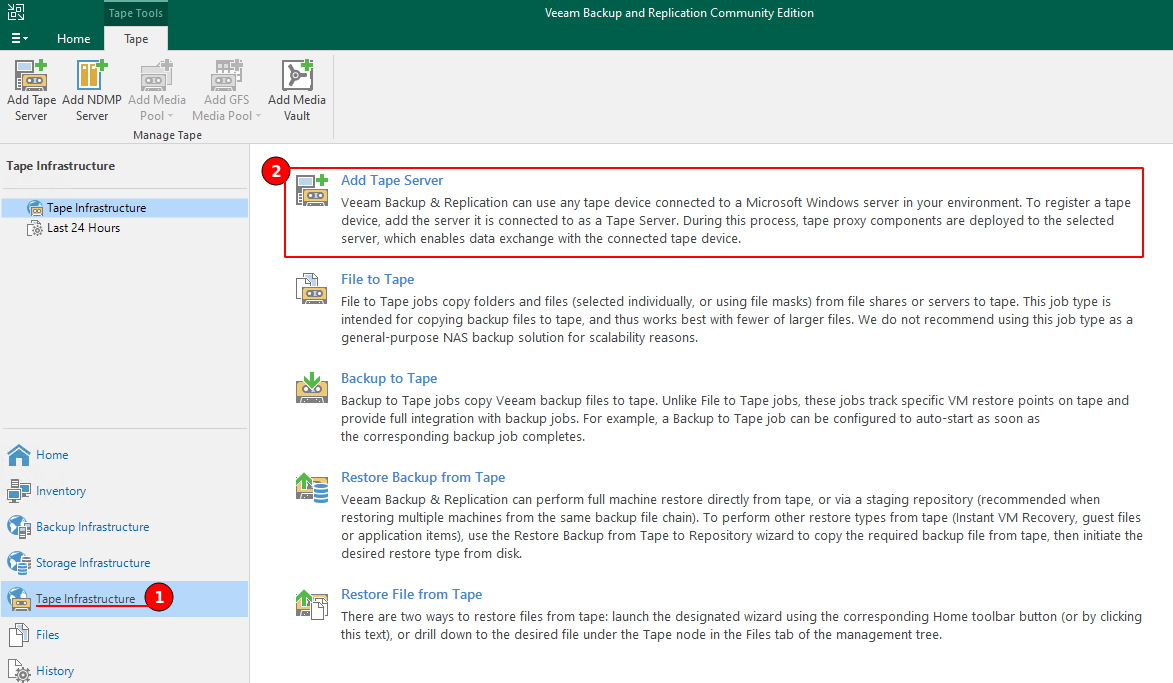 Tape Tools
Veeam Backup and Replication Community Edition
Home
Tape
Add Tape
Server
Add NDMP
Server
Add Media
Pool
Add GFS
Media Pool
Add Media
Vault
Manage Tape
Tape Infrastructure
Tape Infrastructure
Last 24 Hours
Home
Inventory
Backup Infrastructure
Storage Infrastructure
Tape Infrastructure
1
Files
History
2
Add Tape Server
Veeam Backup & Replication can use any tape device connected to a Microsoft Windows server in your environment. To register a tape
device, add the server it is connected to as a Tape Server. During this process, tape proxy components are deployed to the selected
server, which enables data exchange with the connected tape device.
File to Tape
File to Tape jobs copy folders and files (selected individually, or using file masks) from file shares or servers to tape. This job type is
intended for copying backup files to tape, and thus works best with fewer of larger files. We do not recommend using this job type as a
general-purpose NAS backup solution for scalability reasons.
Backup to Tape
Backup to Tape jobs copy Veeam backup files to tape. Unlike File to Tape jobs, these jobs track specific VM restore points on tape and
provide full integration with backup jobs. For example, a Backup to Tape job can be configured to auto-start as soon as
the corresponding backup job completes.
Restore Backup from Tape
Veeam Backup & Replication can perform full machine restore directly from tape, or via a staging repository (recommended when
restoring multiple machines from the same backup file chain). To perform other restore types from tape (Instant VM Recovery, guest files
or application items), use the Restore Backup from Tape to Repository wizard to copy the required backup file from tape, then initiate the
desired restore type from disk.
Restore File from Tape
There are two ways to restore files from tape: launch the designated wizard using the corresponding Home toolbar button (or by clicking
this text), or drill down to the desired file under the Tape node in the Files tab of the management tree.